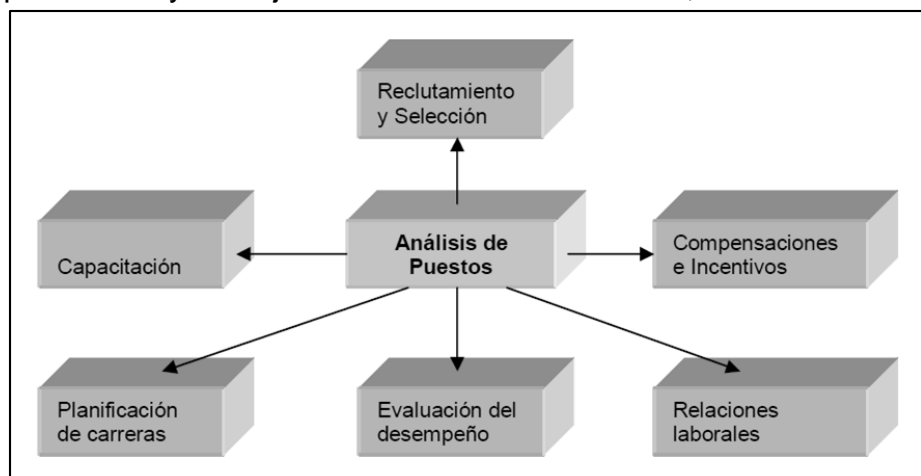 Reclutamiento
y Selección
Capacitación
Análisis de
Puestos
Compensaciones
e Incentivos
Planificación
de carreras
Evaluación del
desempeño
Relaciones
laborales